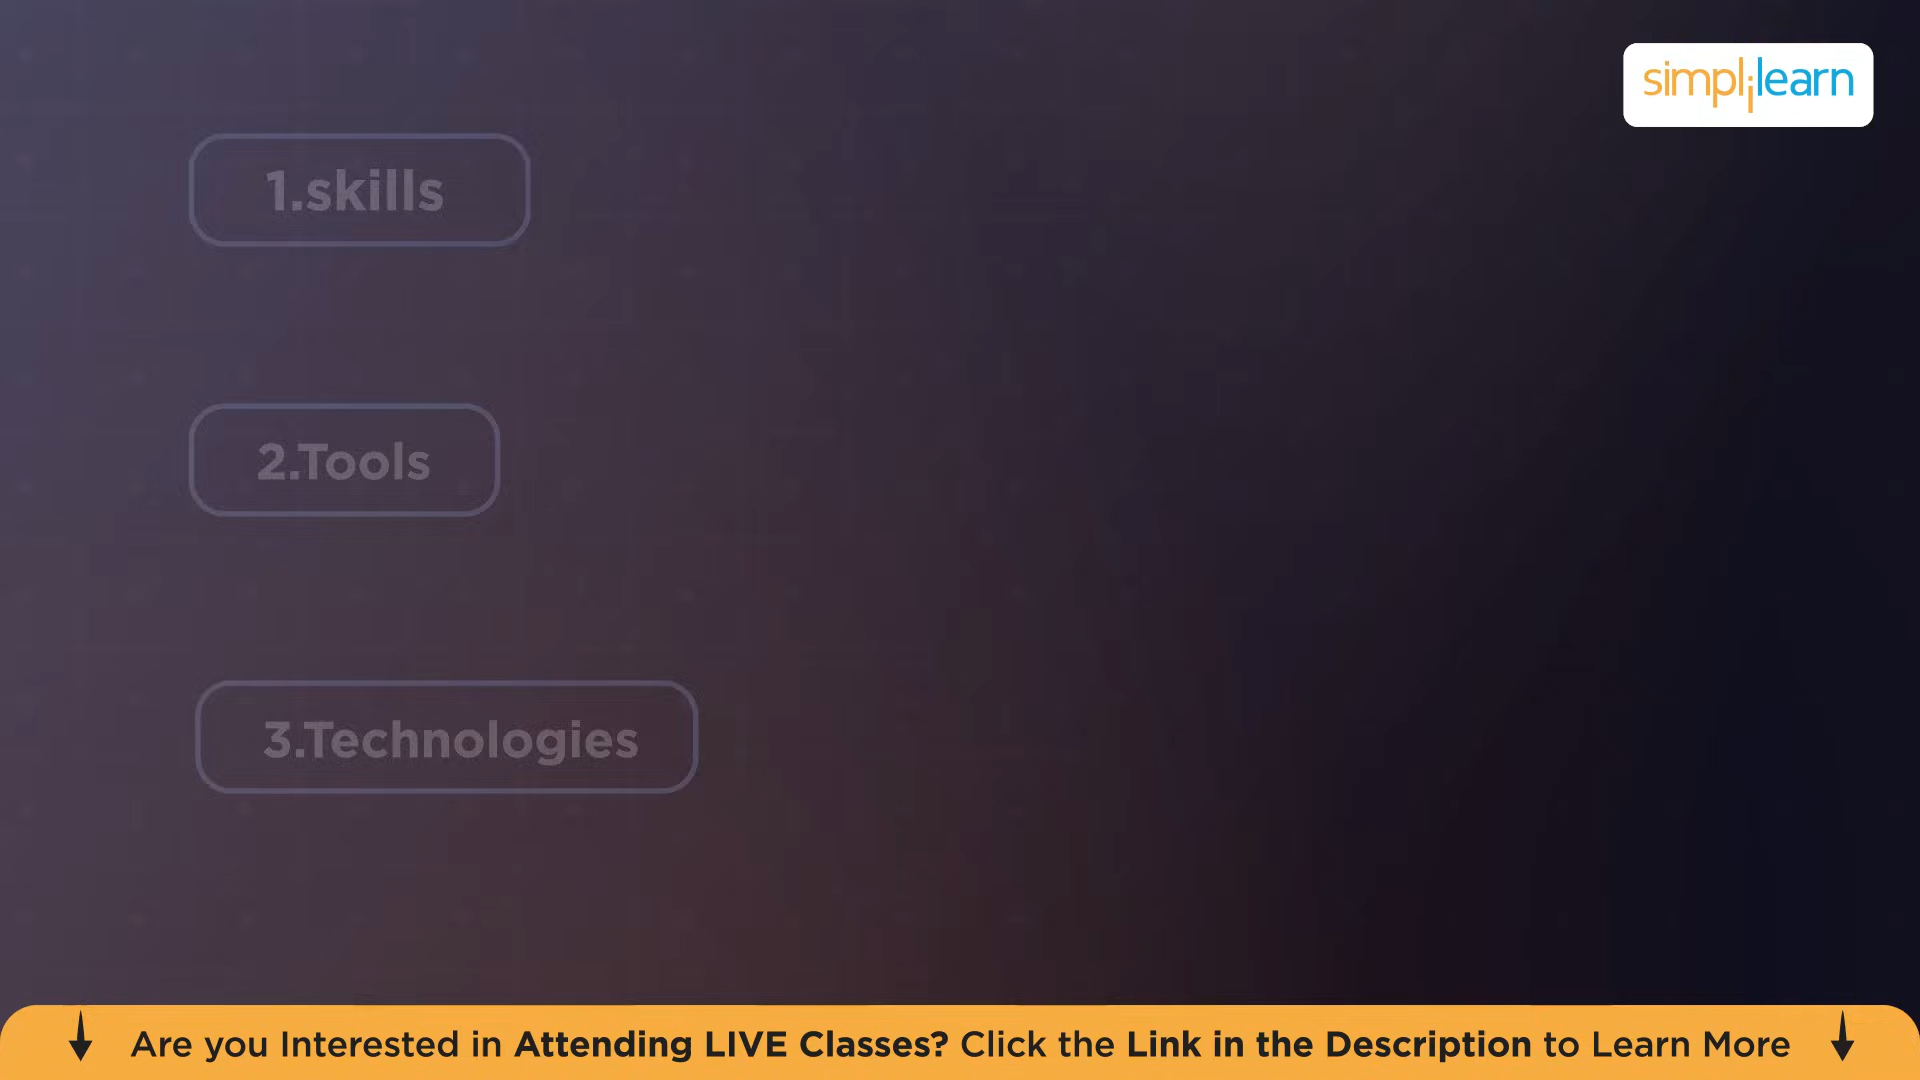 simplilearn
1.skills
2.Tools
3.Technologies
Are you Interested in Attending LIVE Classes? Click the Link in the Description to Learn More